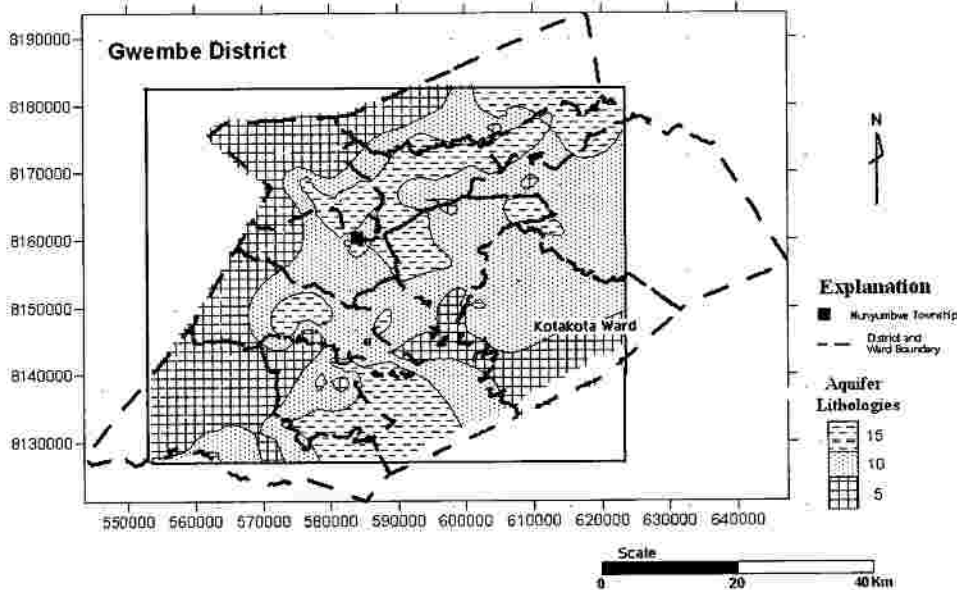 Gwembe District
8190000
8180000
8170000
8160000
8150000
8140000
8130000
N
Kotakota Ward
Explanation
Munyumbwe Township
District and
Ward Boundary
Aquifer
Lithologies
15
10
5
550000 560000 570000 580000 590000 600000 610000 620000 630000 640000
Scale
0 20 40 Km